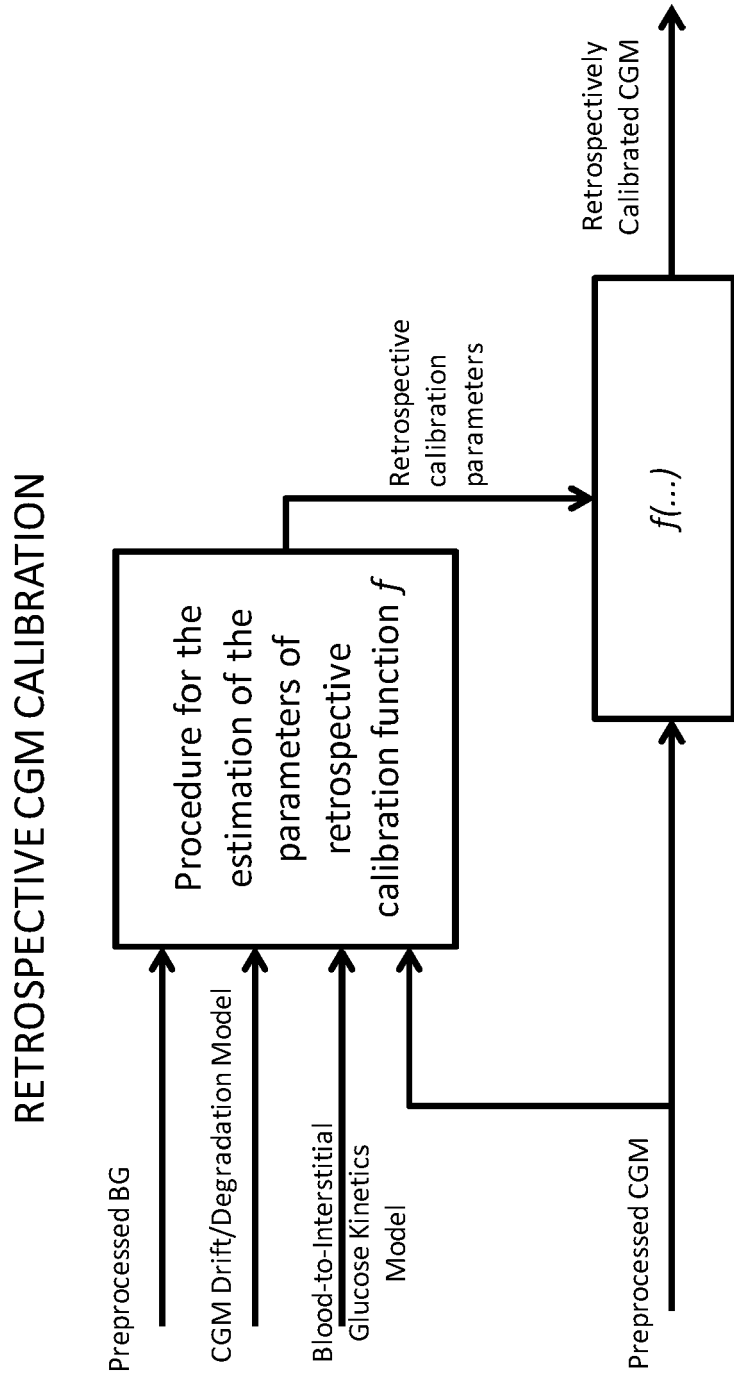 RETROSPECTIVE CGM CALIBRATION
Preprocessed BG
CGM Drift/Degradation Model
Blood-to-Interstitial
Glucose Kinetics
Model
Preprocessed CGM
Procedure for the
estimation of the
parameters of
retrospective
calibration function f
Retrospective
calibration
parameters
f(...)
Retrospectively
Calibrated CGM